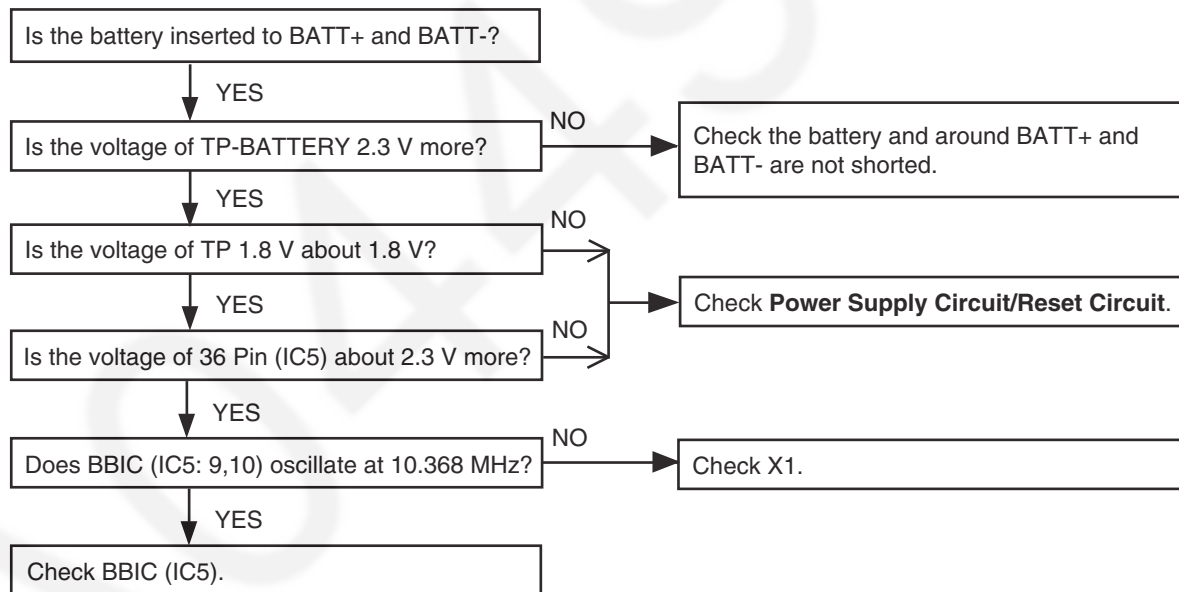 Is the battery inserted to BATT+ and BATT-?
YES
Is the voltage of TP-BATTERY 2.3 V more?
NO
Check the battery and around BATT+ and
BATT- are not shorted.
YES
Is the voltage of TP 1.8 V about 1.8 V?
NO
YES
Check Power Supply Circuit/Reset Circuit.
Is the voltage of 36 Pin (IC5) about 2.3 V more?
NO
YES
Does BBIC (IC5: 9,10) oscillate at 10.368 MHz?
NO
Check X1.
YES
Check BBIC (IC5).